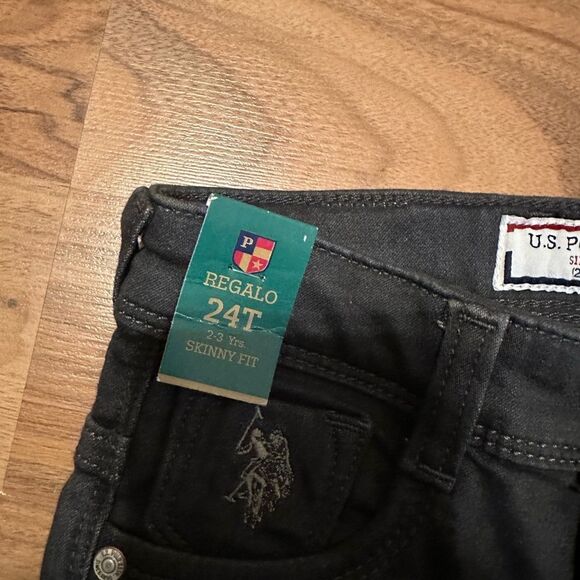 P
REGALO
24T
2-3 Yrs.
SKINNY FIT
U.S. P